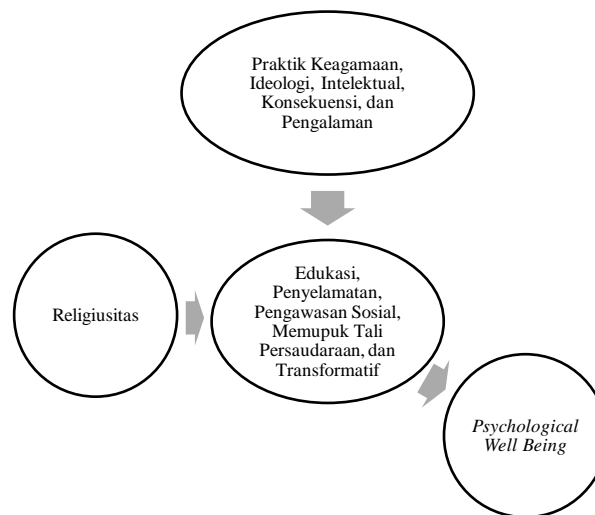 Praktik Keagamaan,
Ideologi, Intelektual,
Konsekuensi, dan
Pengalaman
Religiusitas
Edukasi,
Penyelamatan,
Pengawasan Sosial,
Memupuk Tali
Persaudaraan, dan
Transformatif
Psychological
Well Being